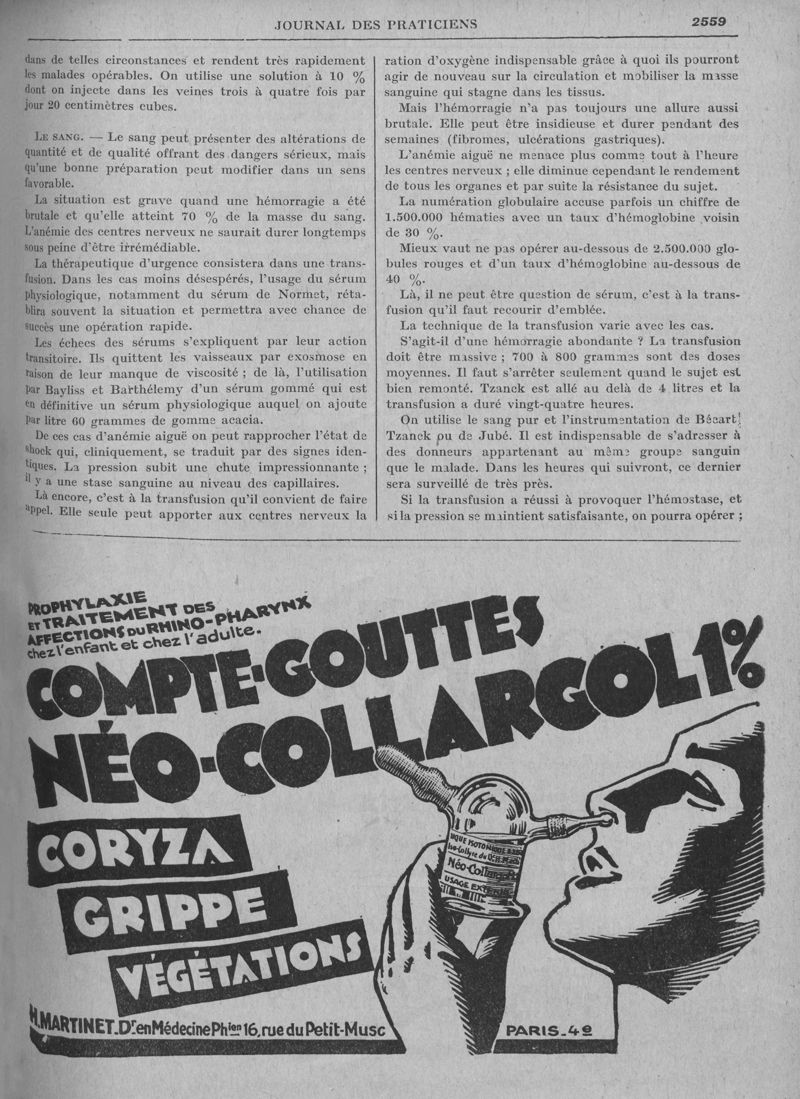 JOURNAL DES PRATICIENS
2559
dans de telles circonstances et rendent très rapidement
les malades opérables. On utilise une solution à 10 %
dont on injecte dans les veines trois à quatre fois par
jour 20 centimètres cubes.
LE SANG. — Le sang peut présenter des altérations de
quantité et de qualité offrant des dangers sérieux, mais
qu'une bonne préparation peut modifier dans un sens
favorable.
La situation est grave quand une hémorragie a été
brutale et qu'elle atteint 70 % de la masse du sang.
L'anémie des centres nerveux ne saurait durer longtemps
sous peine d'être irrémédiable.
La thérapeutique d'urgence consistera dans une trans-
fusion. Dans les cas moins désespérés, l'usage du sérum
physiologique, notamment du sérum de Normet, réta-
blira souvent la situation et permettra avec chance de
succès une opération rapide.
Les échecs des sérums s'expliquent par leur action
transitoire. Ils quittent les vaisseaux par exosmose en
raison de leur manque de viscosité ; de là, l'utilisation
par Bayliss et Barthélemy d'un sérum gommé qui est
en définitive un sérum physiologique auquel on ajoute
par litre 60 grammes de gomme acacia.
De ces cas d'anémie aiguë on peut rapprocher l'état de
shock qui, cliniquement, se traduit par des signes iden-
tiques. La pression subit une chute impressionnante ;
il y a une stase sanguine au niveau des capillaires.
Là encore, c'est à la transfusion qu'il convient de faire
appel. Elle seule peut apporter aux centres nerveux la
ration d'oxygène indispensable grâce à quoi ils pourront
agir de nouveau sur la circulation et mobiliser la masse
sanguine qui stagne dans les tissus.
Mais l'hémorragie n'a pas toujours une allure aussi
brutale. Elle peut être insidieuse et durer pendant des
semaines (fibromes, ulcérations gastriques).
L'anémie aiguë ne menace plus comme tout à l'heure
les centres nerveux ; elle diminue cependant le rendement
de tous les organes et par suite la résistance du sujet.
La numération globulaire accuse parfois un chiffre de
1.500.000 hématies avec un taux d'hémoglobine voisin
de 30 %.
Mieux vaut ne pas opérer au-dessous de 2.500.000 glo-
bules rouges et d'un taux d'hémoglobine au-dessous de
40 %.
Là, il ne peut être question de sérum, c'est à la trans-
fusion qu'il faut recourir d'emblée.
La technique de la transfusion varie avec les cas.
S'agit-il d'une hémorragie abondante ? La transfusion
doit être massive ; 700 à 800 grammes sont des doses
moyennes. Il faut s'arrêter seulement quand le sujet est
bien remonté. Tzanck est allé au delà de 4 litres et la
transfusion a duré vingt-quatre heures.
On utilise le sang pur et l'instrumentation de Bécart,
Tzanck ou de Jubé. Il est indispensable de s'adresser à
des donneurs appartenant au même groupe sanguin
que le malade. Dans les heures qui suivront, ce dernier
sera surveillé de très près.
Si la transfusion a réussi à provoquer l'hémostase, et
si la pression se maintient satisfaisante, on pourra opérer ;
PROPHYLAXIE
ET TRAITEMENT DES
AFFECTIONS DU RHINO-PHARYNX
chez l'enfant et chez l'adulte.
COMPTE-GOUTTES
NÉO-COLLARGOL 1%
CORYZA
GRIPPE
VÉGÉTATIONS
Néo-Collargol
USAGE EXTERNE
H. MARTINET. Dr en Médecine Phien 16, rue du Petit-Musc
PARIS-4e